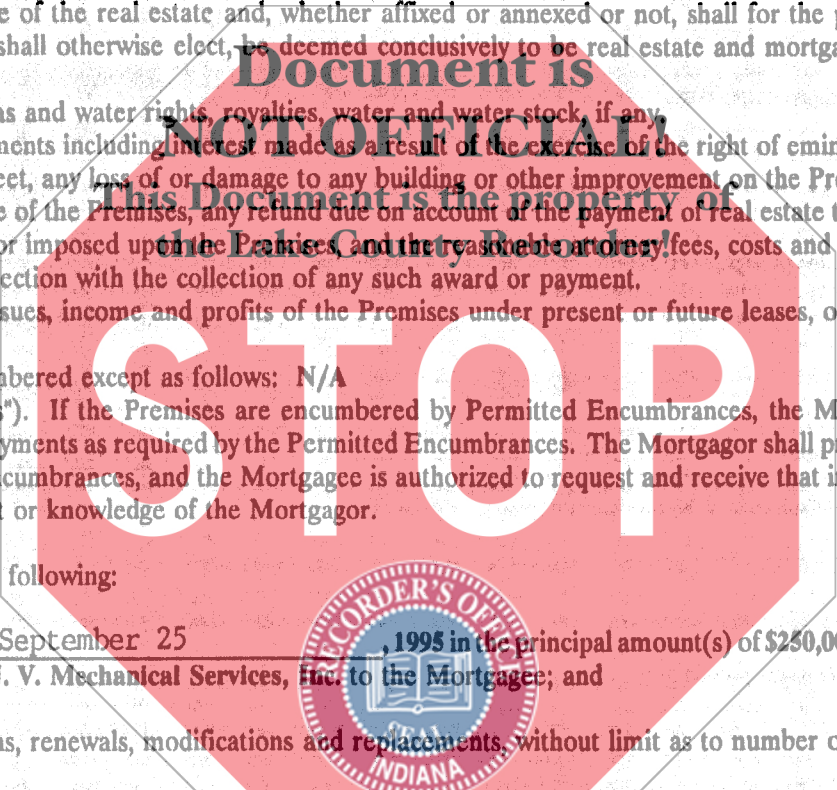 e of the real estate and, whether affixed or annexed or not, shall for the
shall otherwise elect, be deemed conclusively to be real estate and mortga
Document is
ns and water rights, royalties, water and water stock, if any,
NOT OFFICIAL!
ments including interest made as a result of the exercise of the right of emin
eet, any loss of or damage to any building or other improvement on the Pre
This Document is the property of
e of the Premises, any refund due on account of the payment of real estate
or imposed upon the Premises, and the reasonable attorney fees, costs and
the Lake County Recorder!
ection with the collection of any such award or payment.
sues, income and profits of the Premises under present or future leases, o
STOP
mbered except as follows: N/A
s"). If the Premises are encumbered by Permitted Encumbrances, the M
yments as required by the Permitted Encumbrances. The Mortgagor shall p
cumbrances, and the Mortgagee is authorized to request and receive that i
t or knowledge of the Mortgagor.
following:
RECORDER'S OFFICE
September 25 , 1995 in the principal amount(s) of $250,00
. V. Mechanical Services, Inc. to the Mortgagee; and
SEAL
ns, renewals, modifications and replacements, without limit as to number o
INDIANA